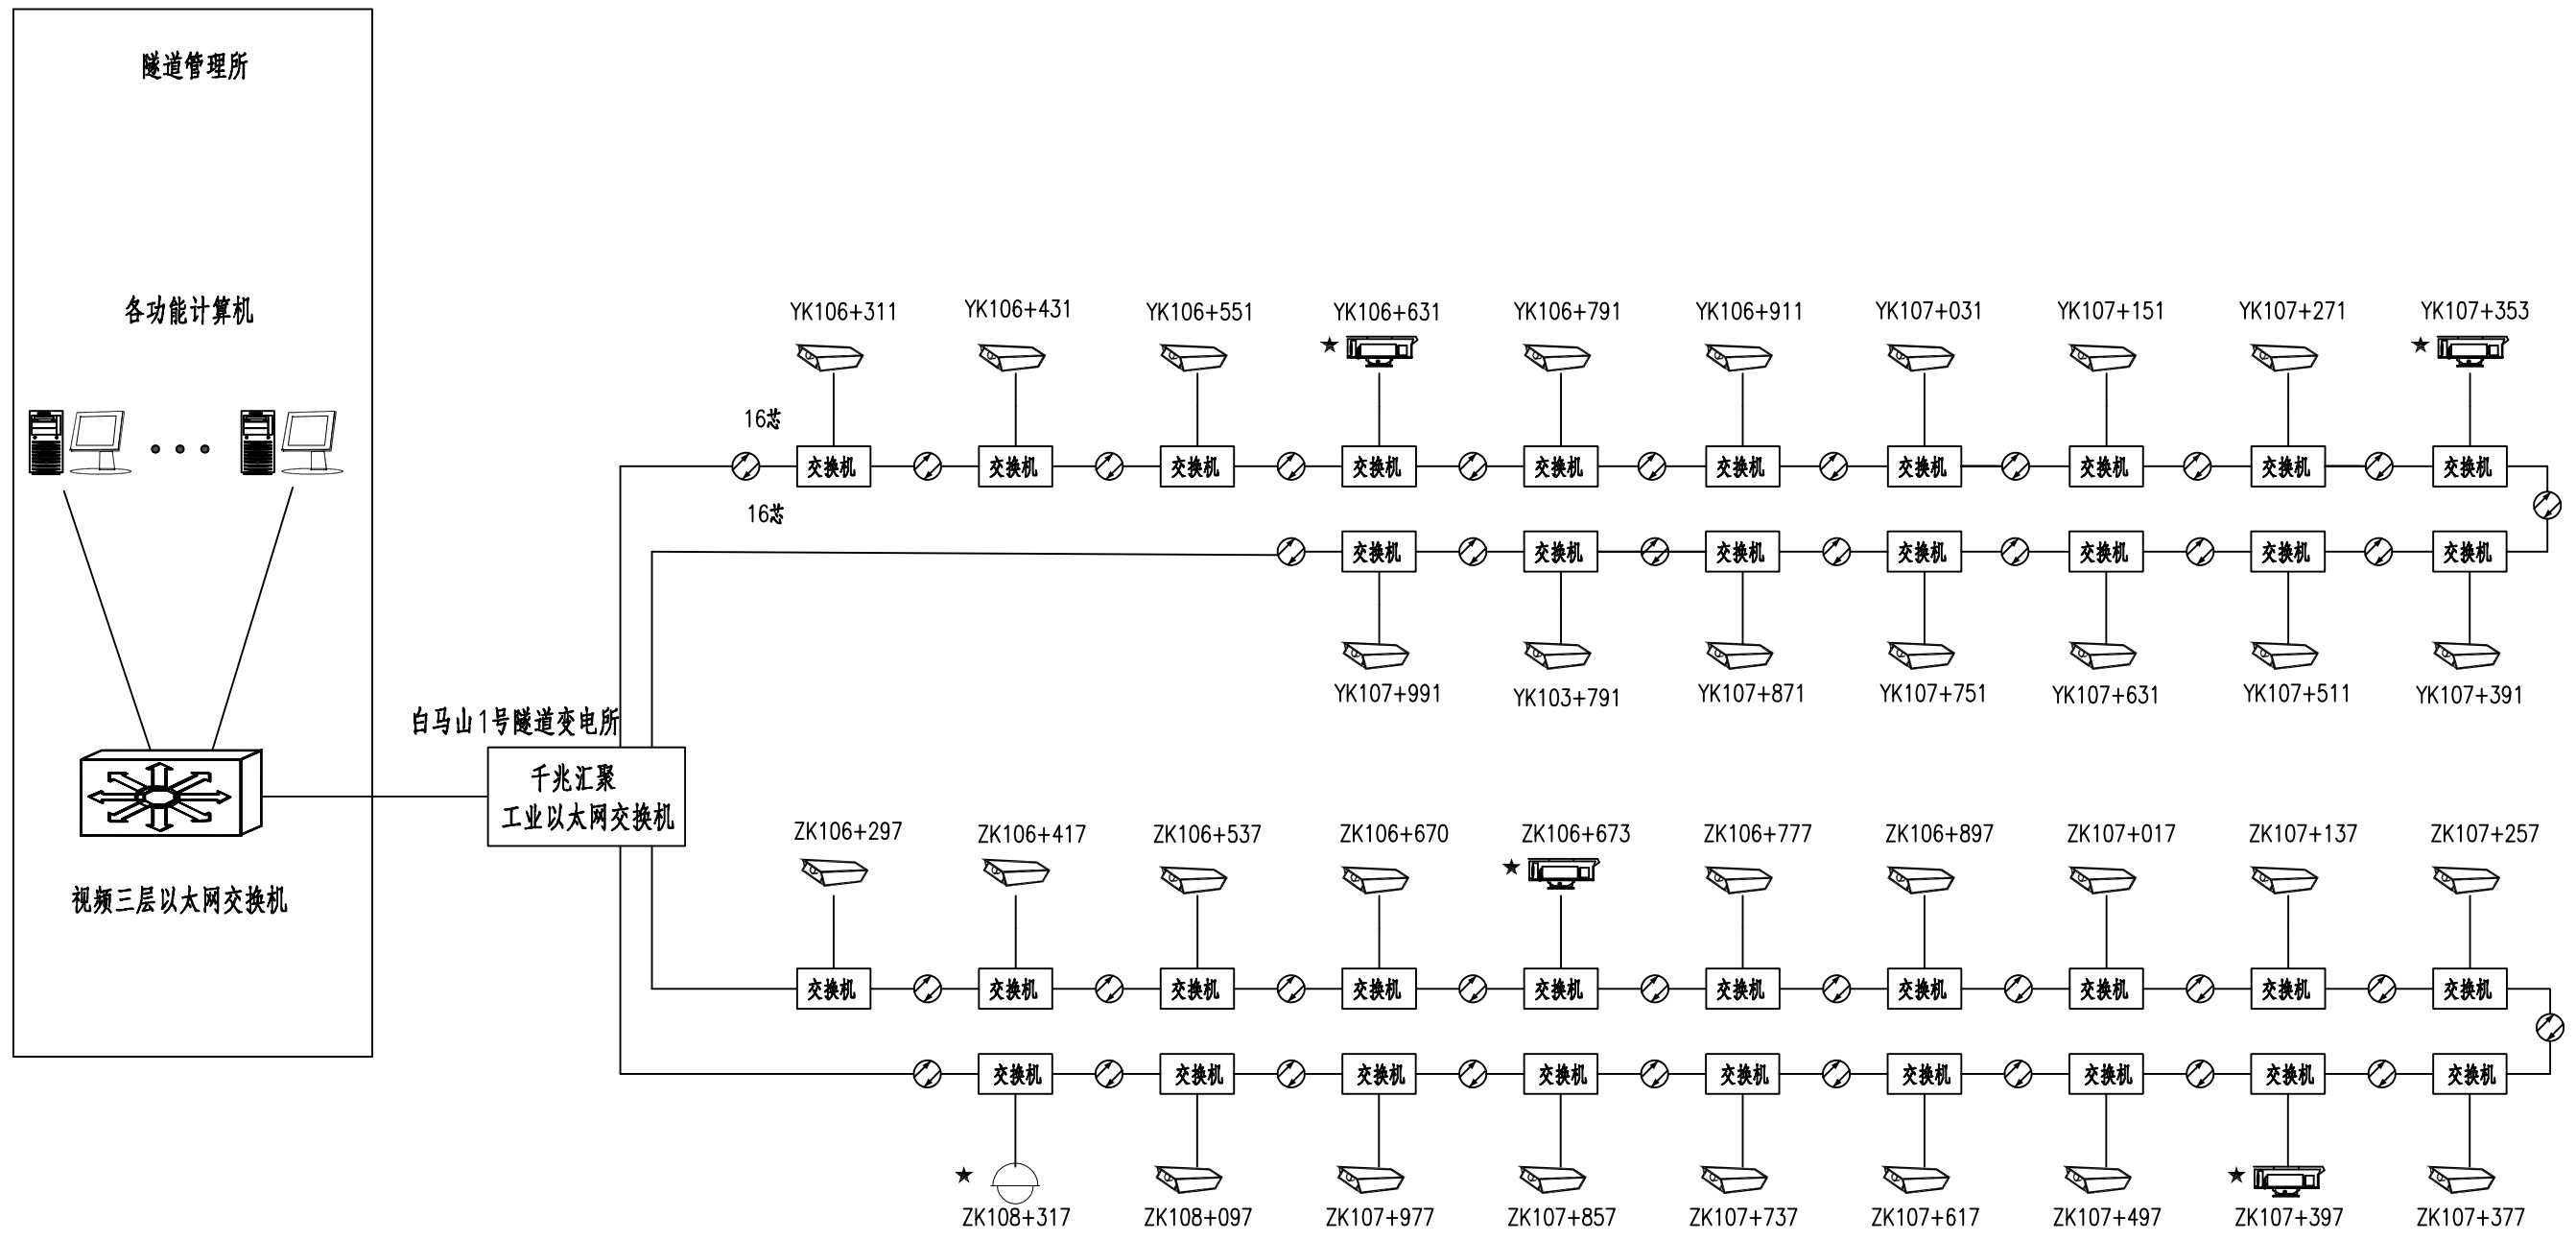 隧道管理所
各功能计算机
视频三层以太网交换机
白马山1号隧道变电所
千兆汇聚
工业以太网交换机
YK106+311 YK106+431 YK106+551 YK106+631 YK106+791 YK106+911 YK107+031 YK107+151 YK107+271 YK107+353
★ ★
16芯
交换机 交换机 交换机 交换机 交换机 交换机 交换机 交换机 交换机 交换机
16芯
交换机 交换机 交换机 交换机 交换机 交换机 交换机
YK107+991 YK103+791 YK107+871 YK107+751 YK107+631 YK107+511 YK107+391
ZK106+297 ZK106+417 ZK106+537 ZK106+670 ZK106+673 ZK106+777 ZK106+897 ZK107+017 ZK107+137 ZK107+257
★
交换机 交换机 交换机 交换机 交换机 交换机 交换机 交换机 交换机 交换机
交换机 交换机 交换机 交换机 交换机 交换机 交换机 交换机 交换机
★ ★
ZK108+317 ZK108+097 ZK107+977 ZK107+857 ZK107+737 ZK107+617 ZK107+497 ZK107+397 ZK107+377